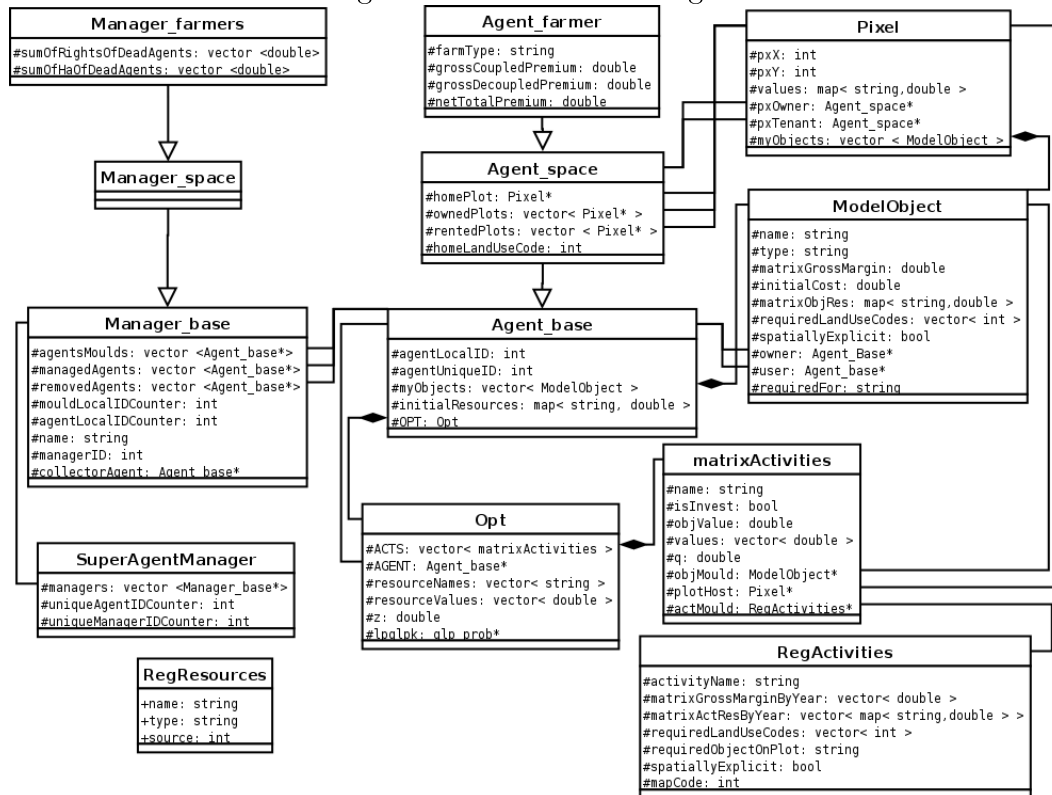 Manager_farmers
#sumOfRightsOfDeadAgents: vector <double>
#sumOfHaOfDeadAgents: vector <double>
Agent_farmer
#farmType: string
#grossCoupledPremium: double
#grossDecoupledPremium: double
#netTotalPremium: double
Pixel
#pxX: int
#pxY: int
#values: map< string,double >
#pxOwner: Agent_space*
#pxTenant: Agent_space*
#myObjects: vector < ModelObject >
Manager_space
Agent_space
#homePlot: Pixel*
#ownedPlots: vector< Pixel* >
#rentedPlots: vector < Pixel* >
#homeLandUseCode: int
ModelObject
#name: string
#type: string
#matrixGrossMargin: double
#initialCost: double
#matrixObjRes: map< string,double >
#requiredLandUseCodes: vector< int >
#spatiallyExplicit: bool
#owner: Agent_Base*
#user: Agent_base*
#requiredFor: string
Manager_base
#agentsMoulds: vector <Agent_base*>
#managedAgents: vector <Agent_base*>
#removedAgents: vector <Agent_base*>
#mouldLocalIDCounter: int
#agentLocalIDCounter: int
#name: string
#managerID: int
#collectorAgent: Agent_base*
Agent_base
#agentLocalID: int
#agentUniqueID: int
#myObjects: vector< ModelObject >
#initialResources: map< string, double >
#OPT: Opt
matrixActivities
#name: string
#isInvest: bool
#objValue: double
#values: vector< double >
#q: double
#objMould: ModelObject*
#plotHost: Pixel*
#actMould: RegActivities*
Opt
#ACTS: vector< matrixActivities >
#AGENT: Agent_base*
#resourceNames: vector< string >
#resourceValues: vector< double >
#z: double
#lpglpk: glp_prob*
SuperAgentManager
#managers: vector <Manager_base*>
#uniqueAgentIDCounter: int
#uniqueManagerIDCounter: int
RegResources
+name: string
+type: string
+source: int
RegActivities
#activityName: string
#matrixGrossMarginByYear: vector< double >
#matrixActResByYear: vector< map< string,double > >
#requiredLandUseCodes: vector< int >
#requiredObjectOnPlot: string
#spatiallyExplicit: bool
#mapCode: int